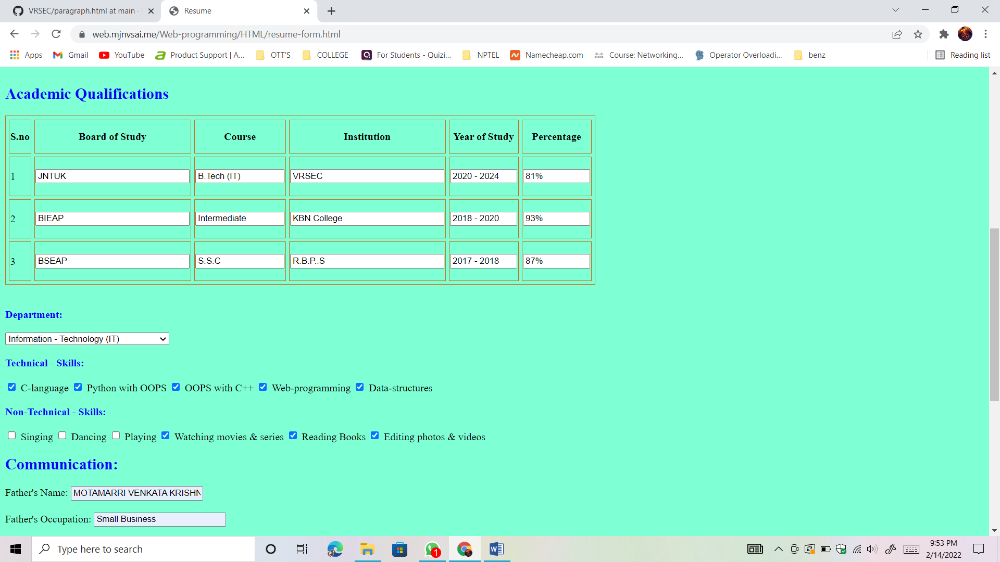 VRSEC/paragraph.html at main ·
Resume
web.mjnvsai.me/Web-programming/HTML/resume-form.html
Apps Gmail YouTube Product Support | A... OTT'S COLLEGE For Students - Quizi... NPTEL Namecheap.com Course: Networking... Operator Overloadi... benz Reading list
Academic Qualifications
S.no Board of Study Course Institution Year of Study Percentage
1 JNTUK B.Tech (IT) VRSEC 2020 - 2024 81%
2 BIEAP Intermediate KBN College 2018 - 2020 93%
3 BSEAP S.S.C R.B.P..S 2017 - 2018 87%
Department:
Information - Technology (IT)
Technical - Skills:
C-language Python with OOPS OOPS with C++ Web-programming Data-structures
Non-Technical - Skills:
Singing Dancing Playing Watching movies & series Reading Books Editing photos & videos
Communication:
Father's Name: MOTAMARRI VENKATA KRISHN
Father's Occupation: Small Business
Type here to search
1
9:53 PM
2/14/2022